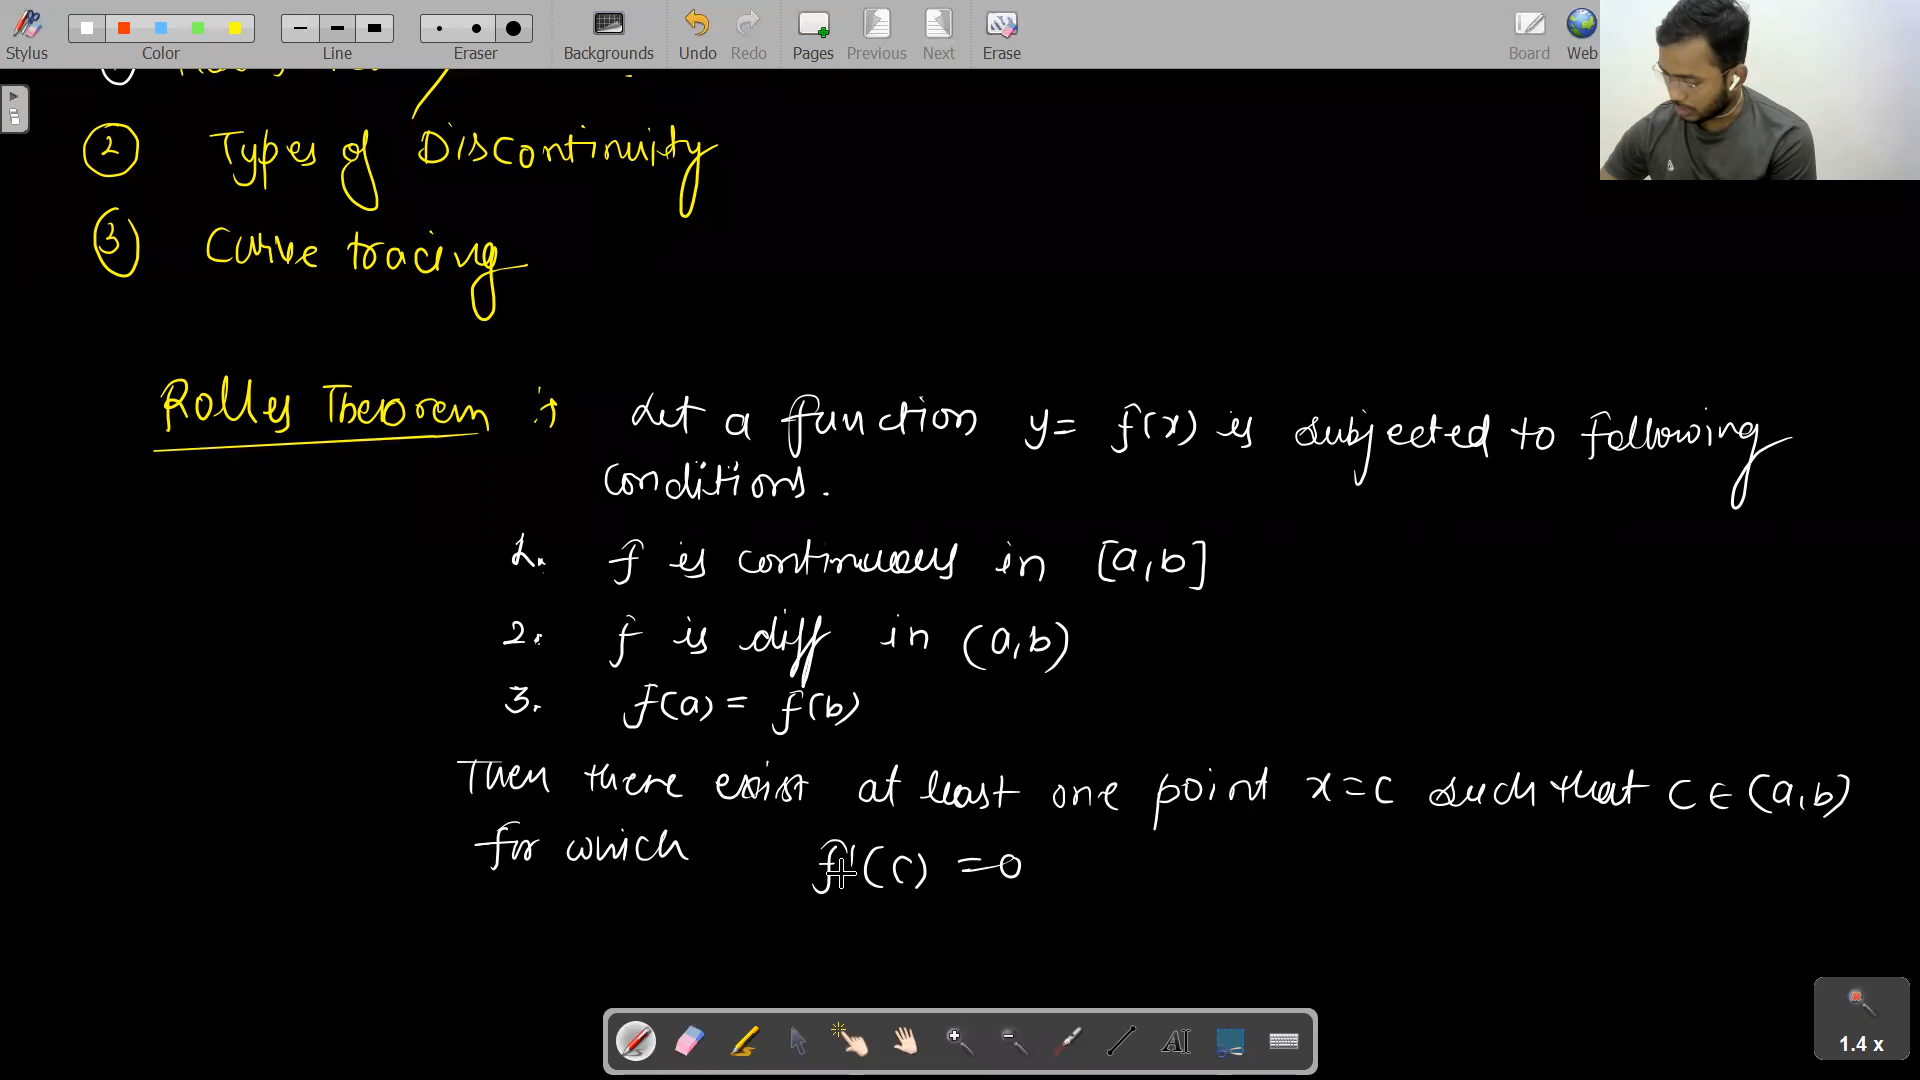 Stylus Color Line Eraser Backgrounds Undo Redo Pages Previous Next Erase Board Web
② Types of Discontinuity
③ Curve tracing
Rolles Theorem :→ Let a function y= f(x) is subjected to following
conditions.
1. f is continuous in [a,b]
2. f is diff in (a,b)
3. f(a) = f(b)
Then there exist at least one point x=c such that c∈(a,b)
for which f'(c) =0
1.4 x